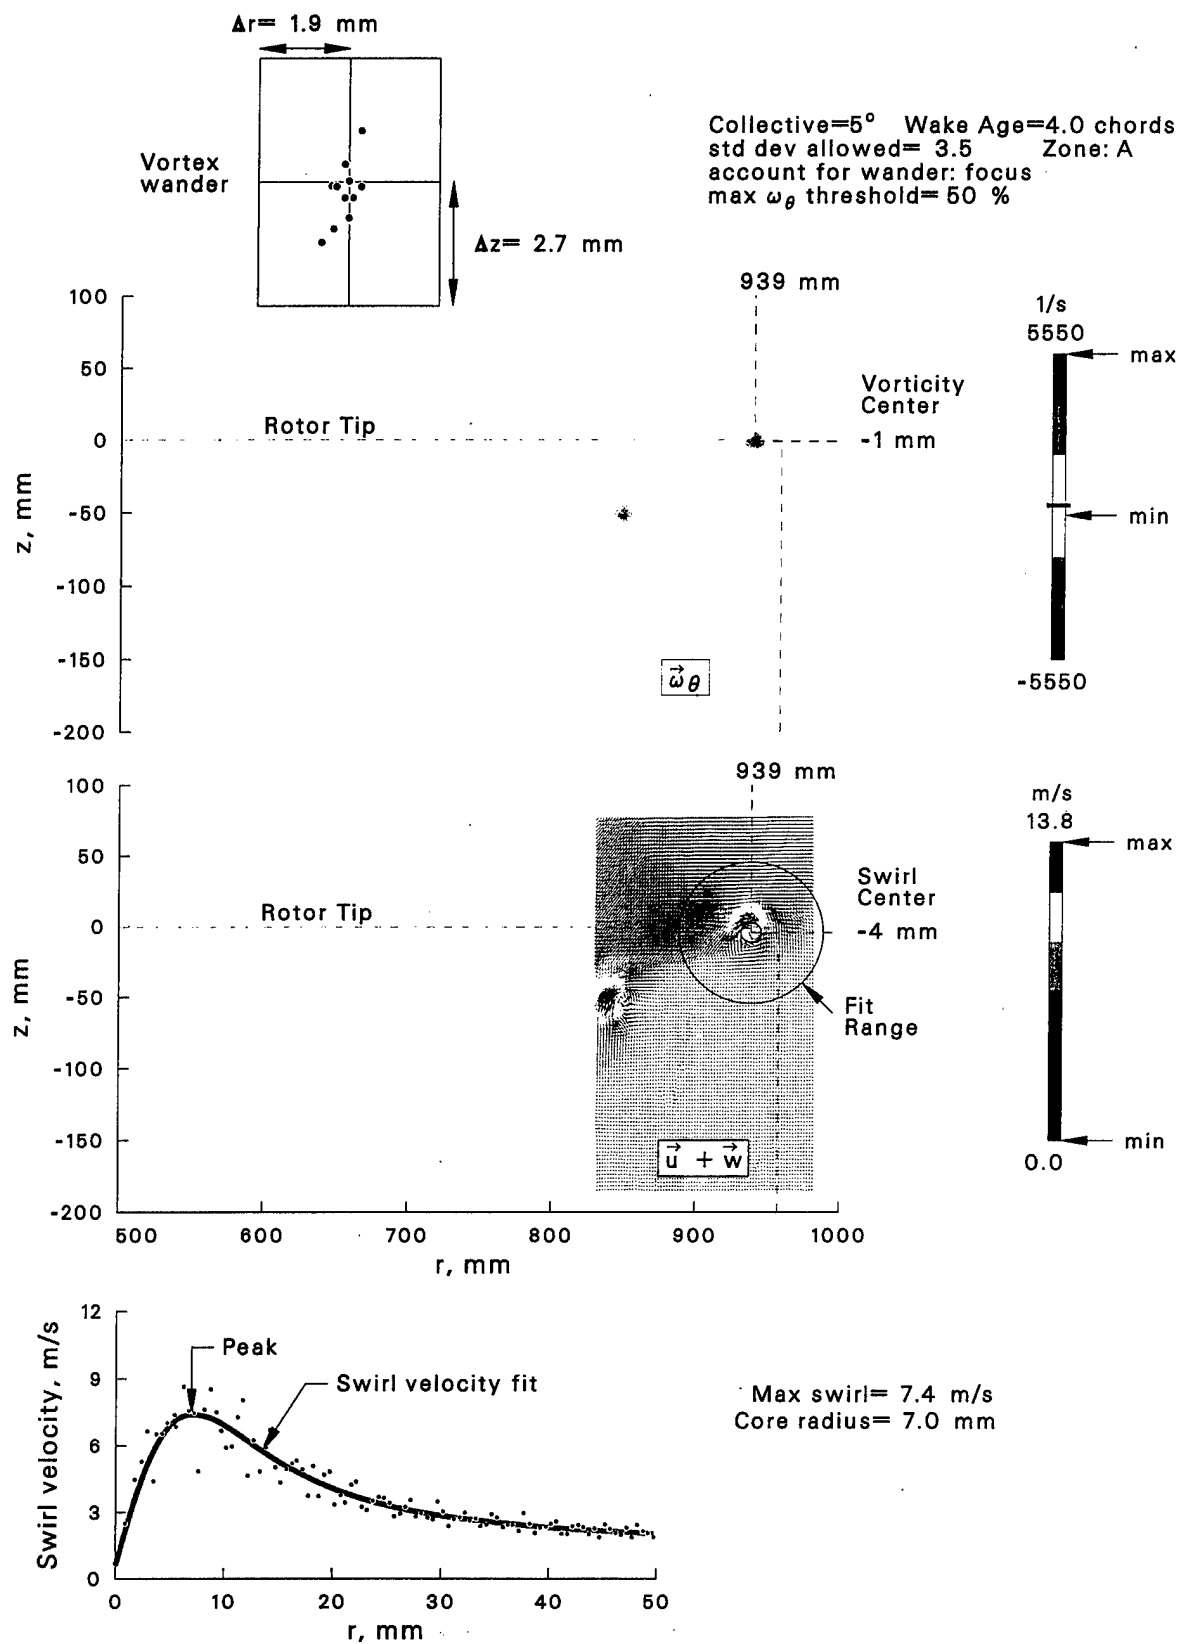 Δr= 1.9 mm
Vortex
wander
Δz= 2.7 mm
Collective=5° Wake Age=4.0 chords
std dev allowed= 3.5 Zone: A
account for wander: focus
max ωθ threshold= 50 %
939 mm
100
50
0
-50
-100
-150
-200
z, mm
Rotor Tip
Vorticity
Center
-1 mm
ω⃗θ
1/s
5550
max
min
-5550
939 mm
100
50
0
-50
-100
-150
-200
z, mm
Rotor Tip
Swirl
Center
-4 mm
Fit
Range
u⃗ + w⃗
m/s
13.8
max
min
0.0
500 600 700 800 900 1000
r, mm
12
9
6
3
0
Swirl velocity, m/s
Peak
Swirl velocity fit
Max swirl= 7.4 m/s
Core radius= 7.0 mm
0 10 20 30 40 50
r, mm